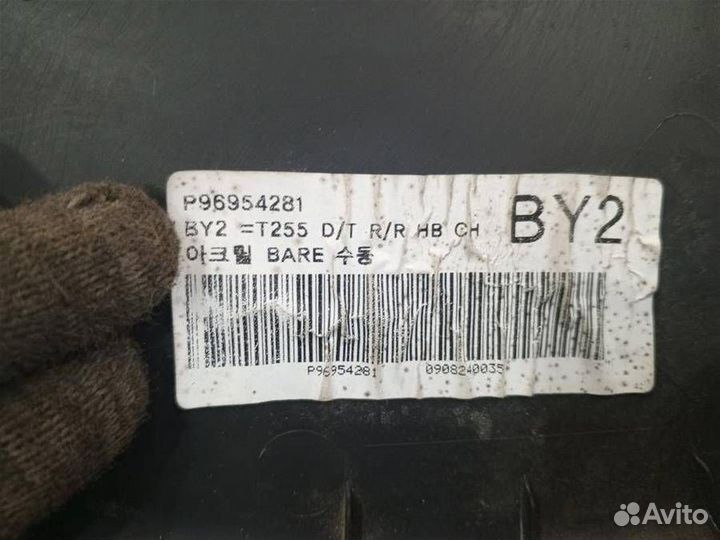 P96954281
BY2 =T255 D/T R/R HB CH
BY2
아크릴 BARE 수동
P96954281
0908240035
Avito